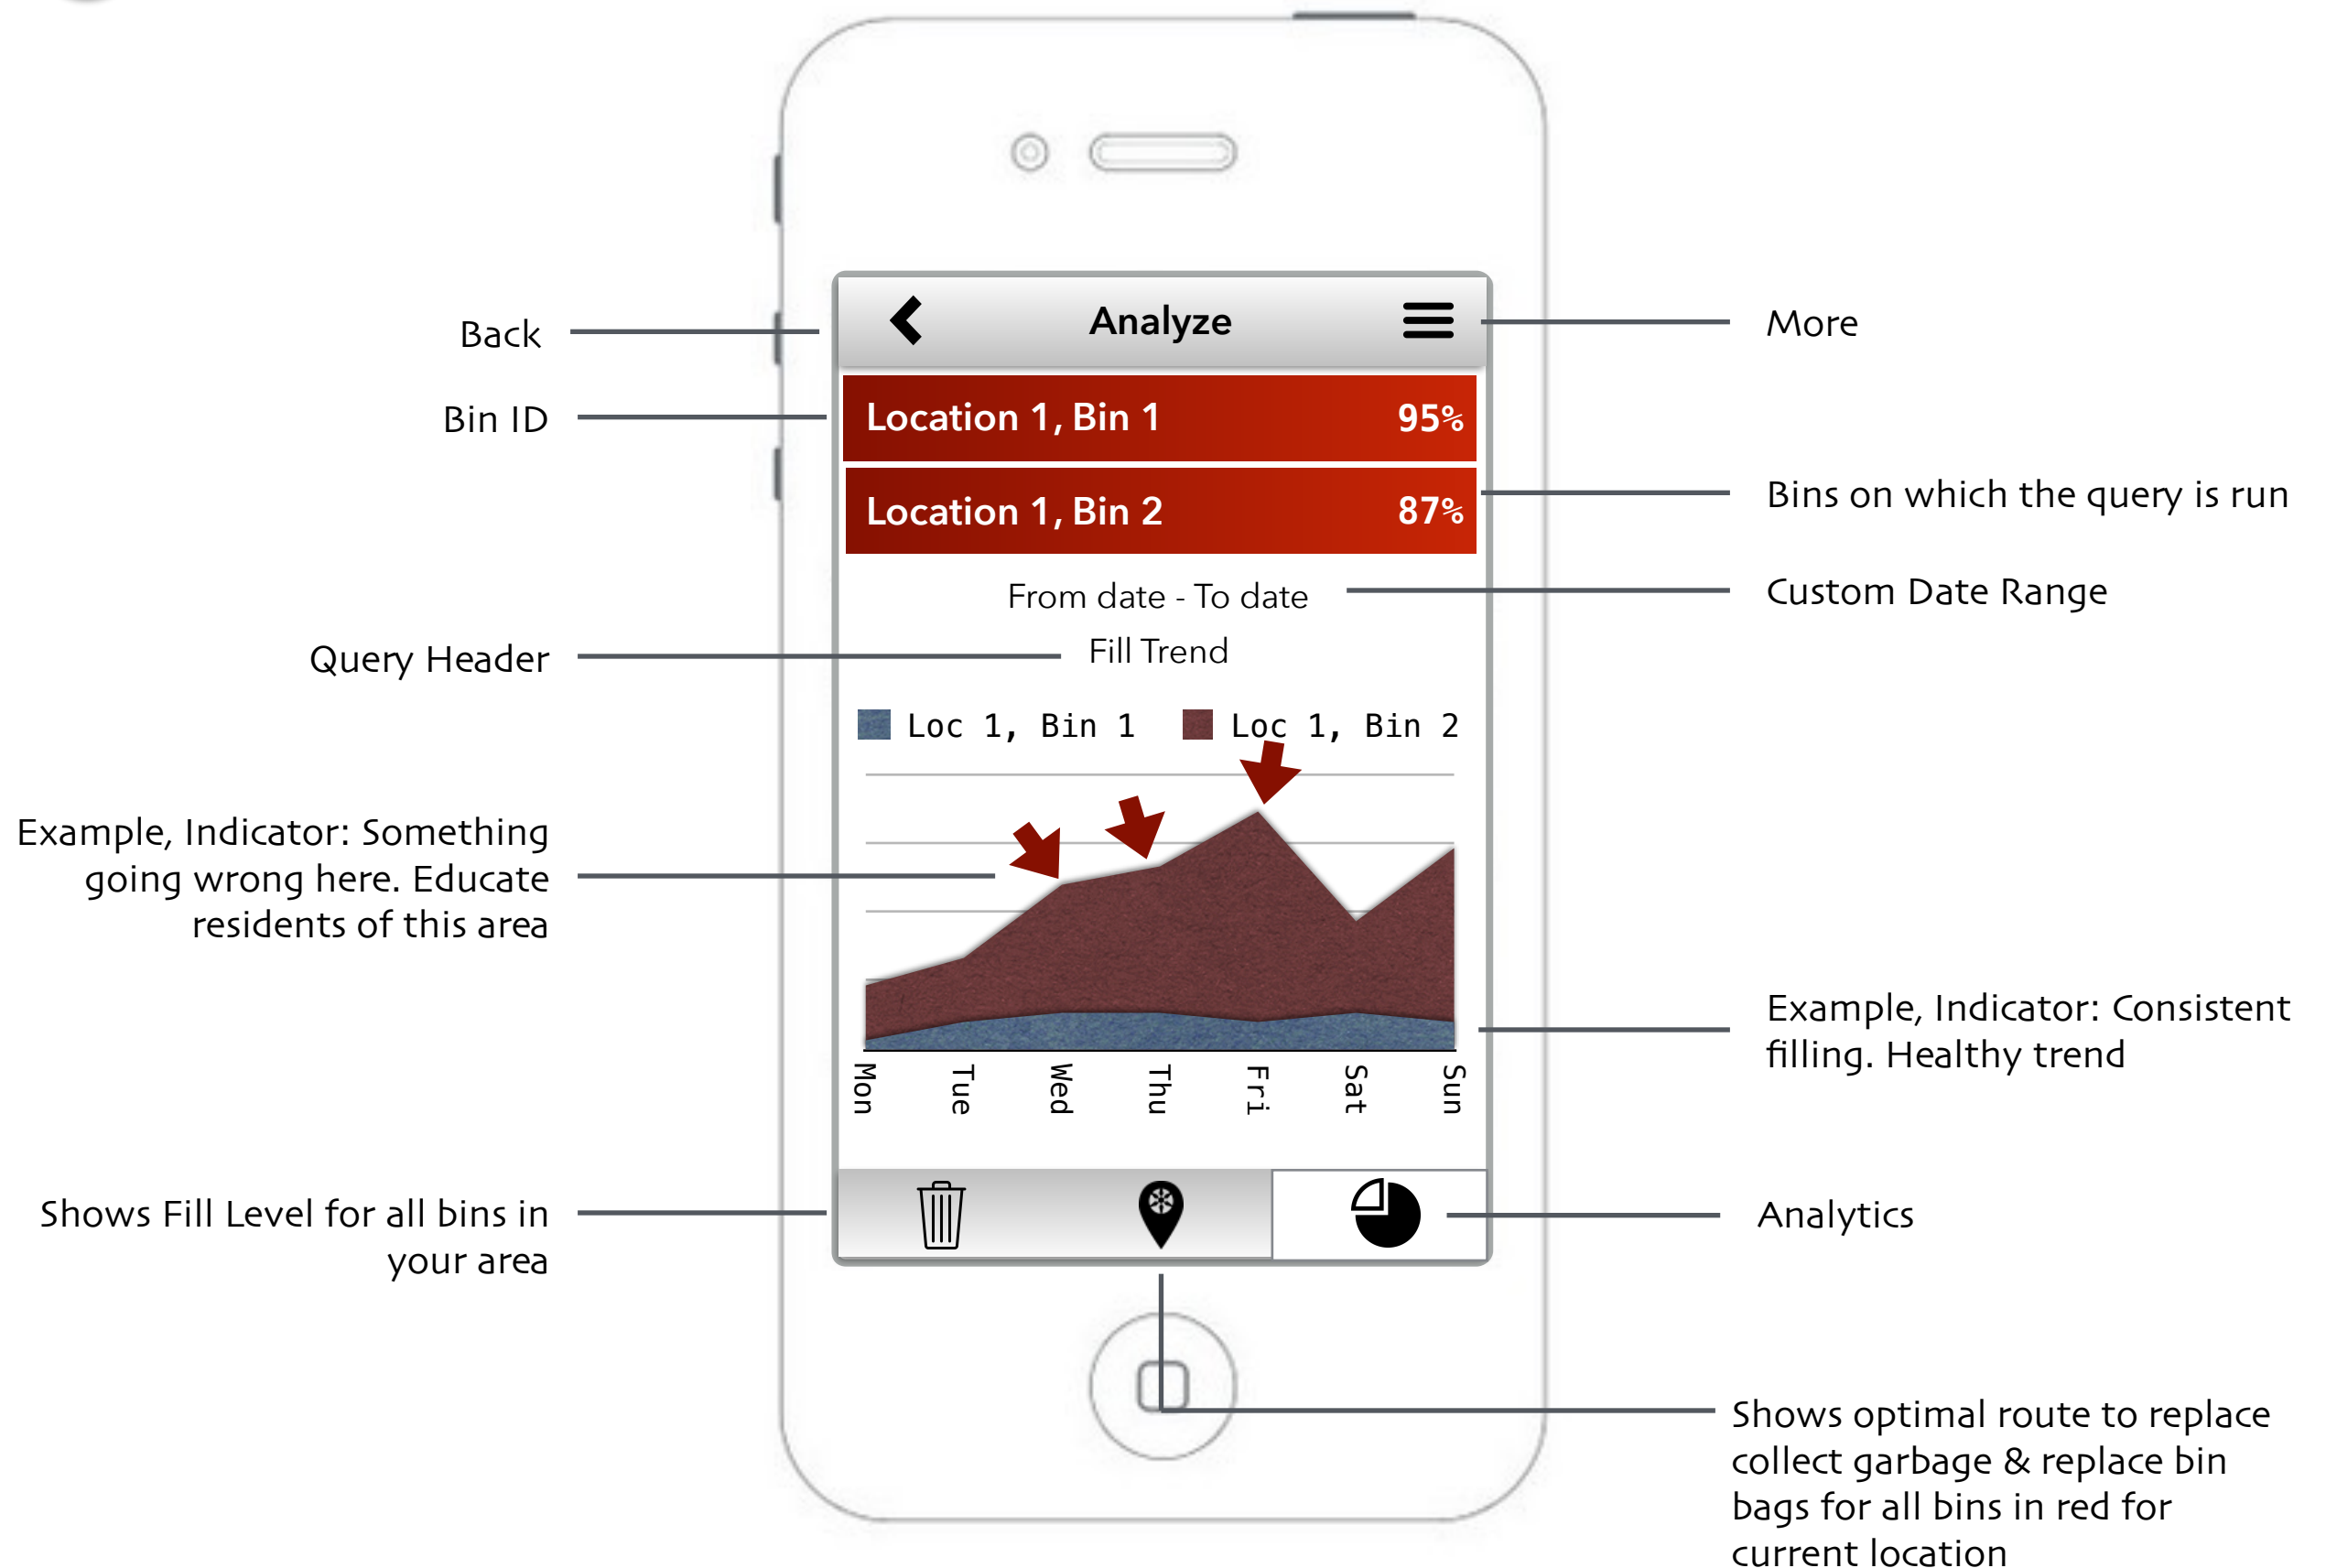 Analyze
Back
More
Bin ID
Location 1, Bin 1 95%
Location 1, Bin 2 87%
Bins on which the query is run
From date - To date
Custom Date Range
Query Header
Fill Trend
Loc 1, Bin 1 Loc 1, Bin 2
Example, Indicator: Something
going wrong here. Educate
residents of this area
Example, Indicator: Consistent
filling. Healthy trend
Mon Tue Wed Thu Fri Sat Sun
Shows Fill Level for all bins in
your area
Analytics
Shows optimal route to replace
collect garbage & replace bin
bags for all bins in red for
current location